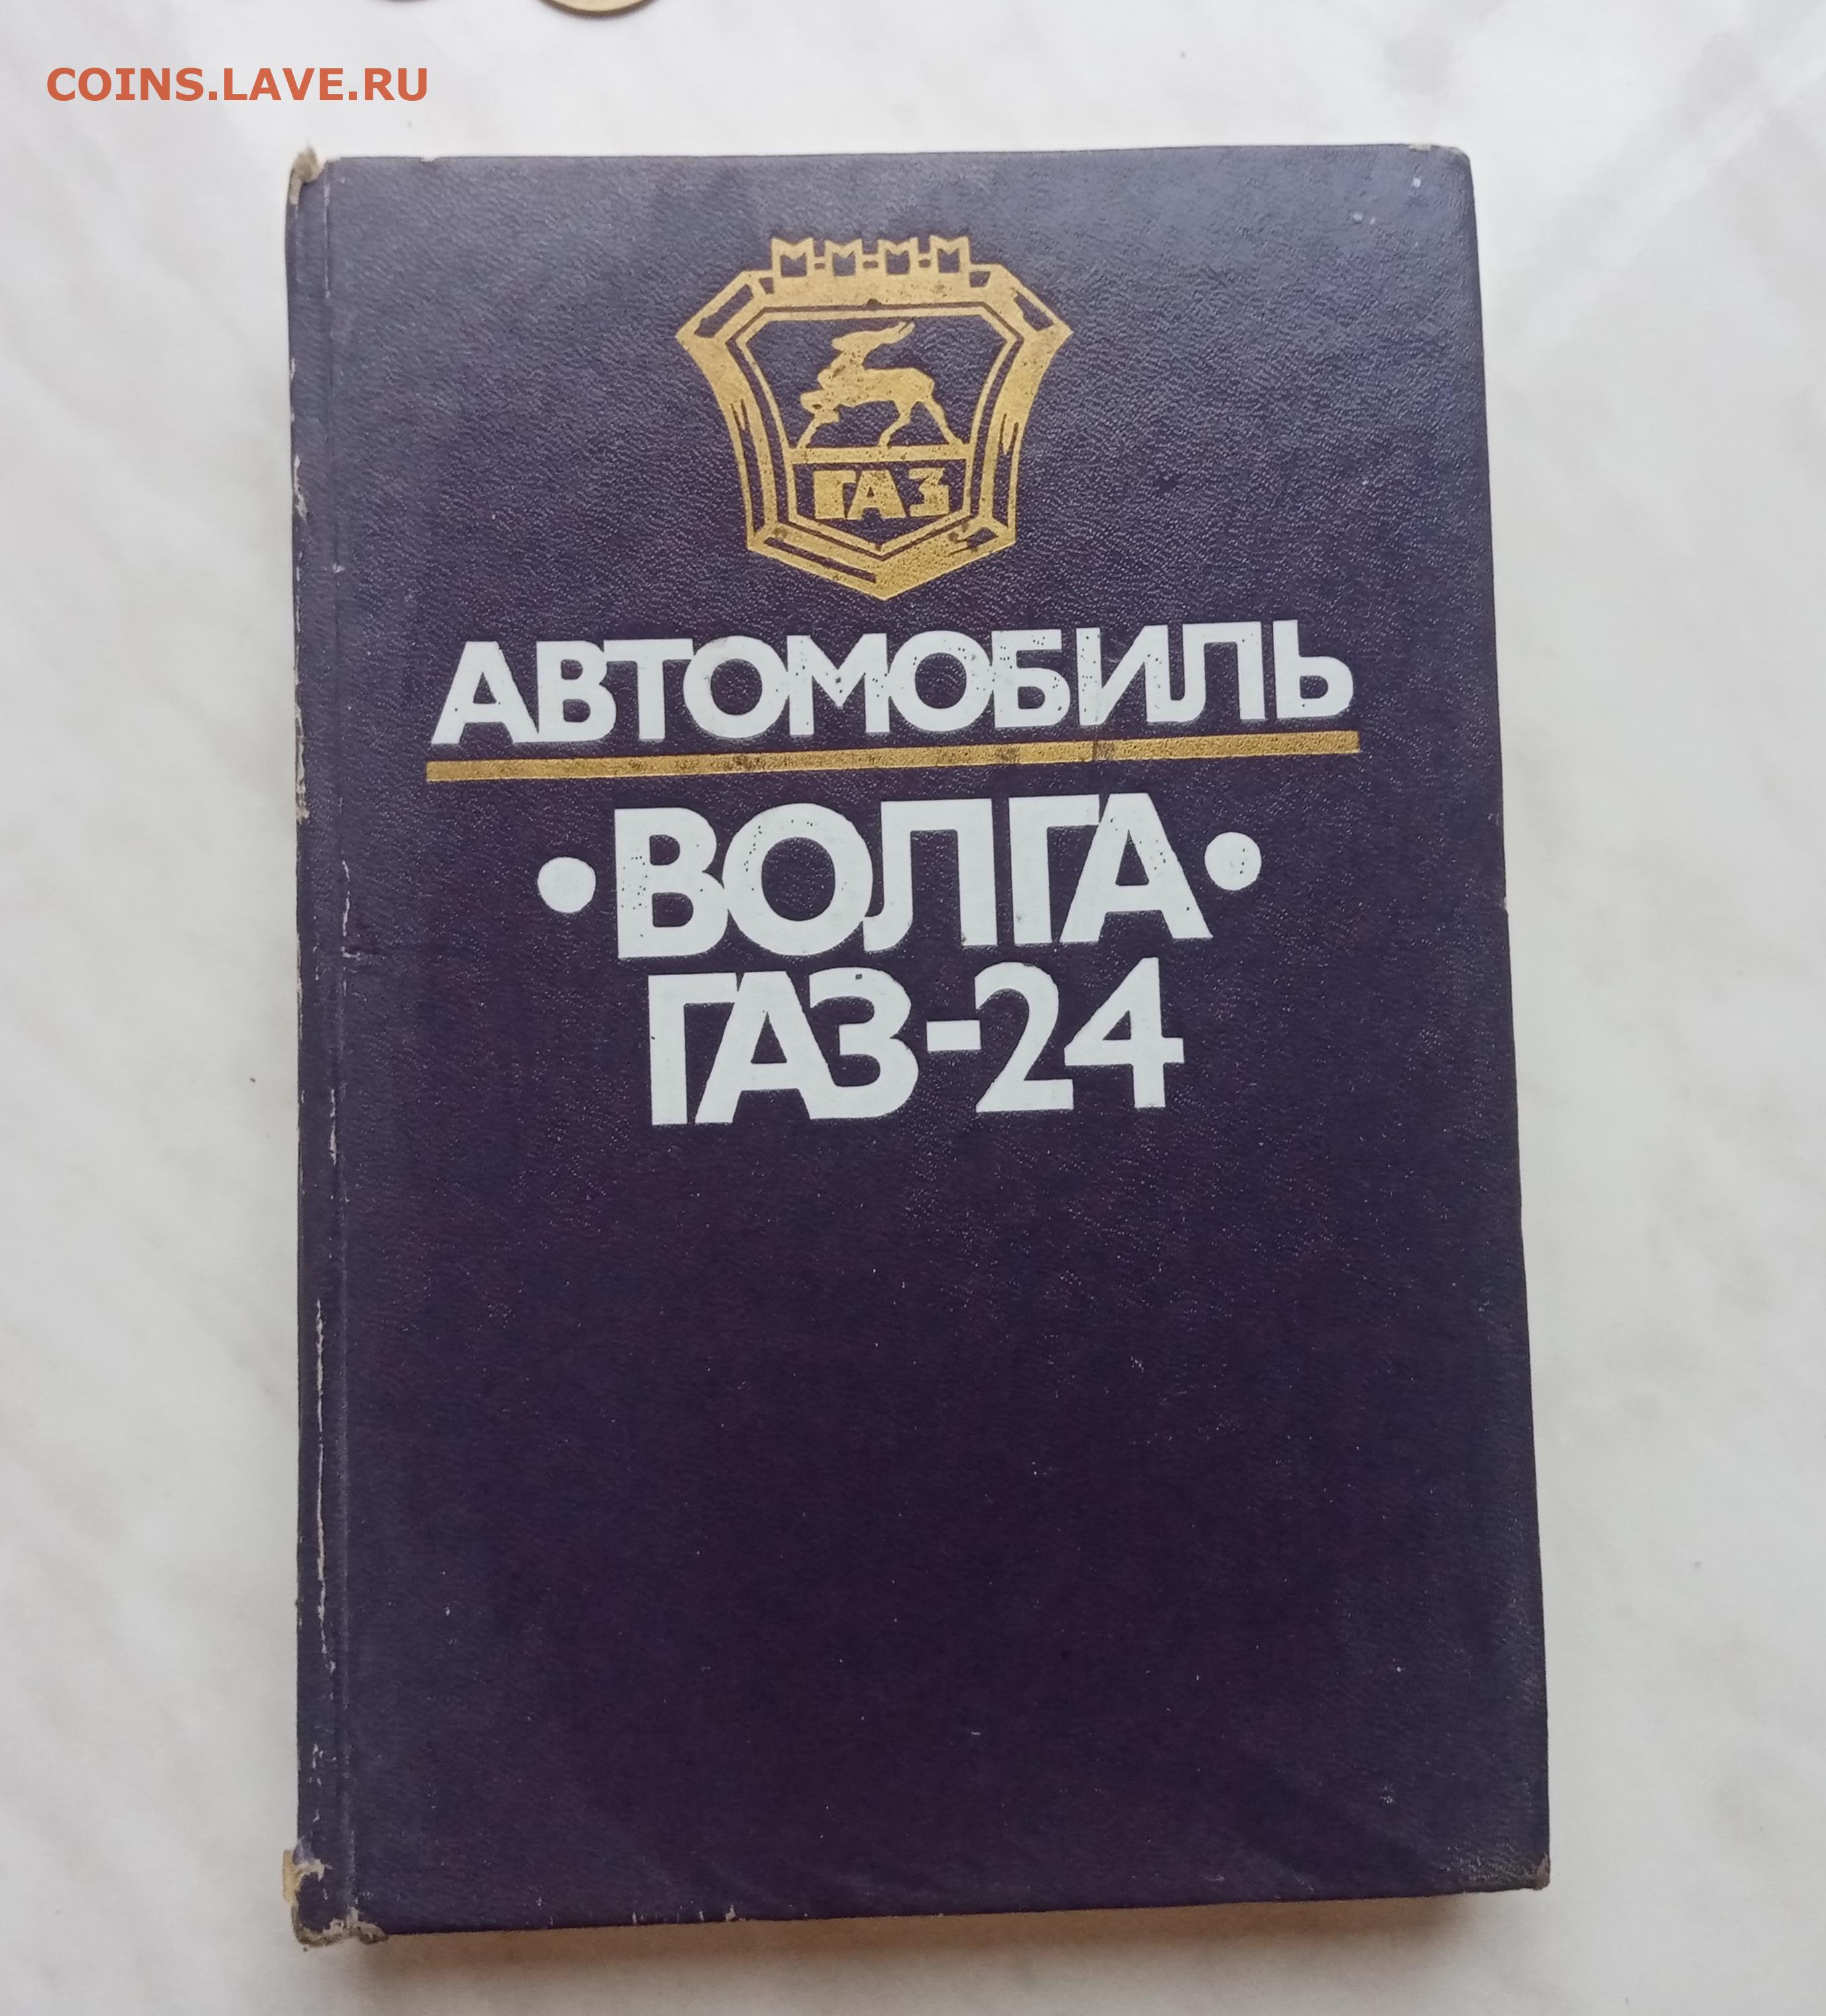 COINS.LAVE.RU
ГАЗ
АВТОМОБИЛЬ
•ВОЛГА•
ГАЗ-24